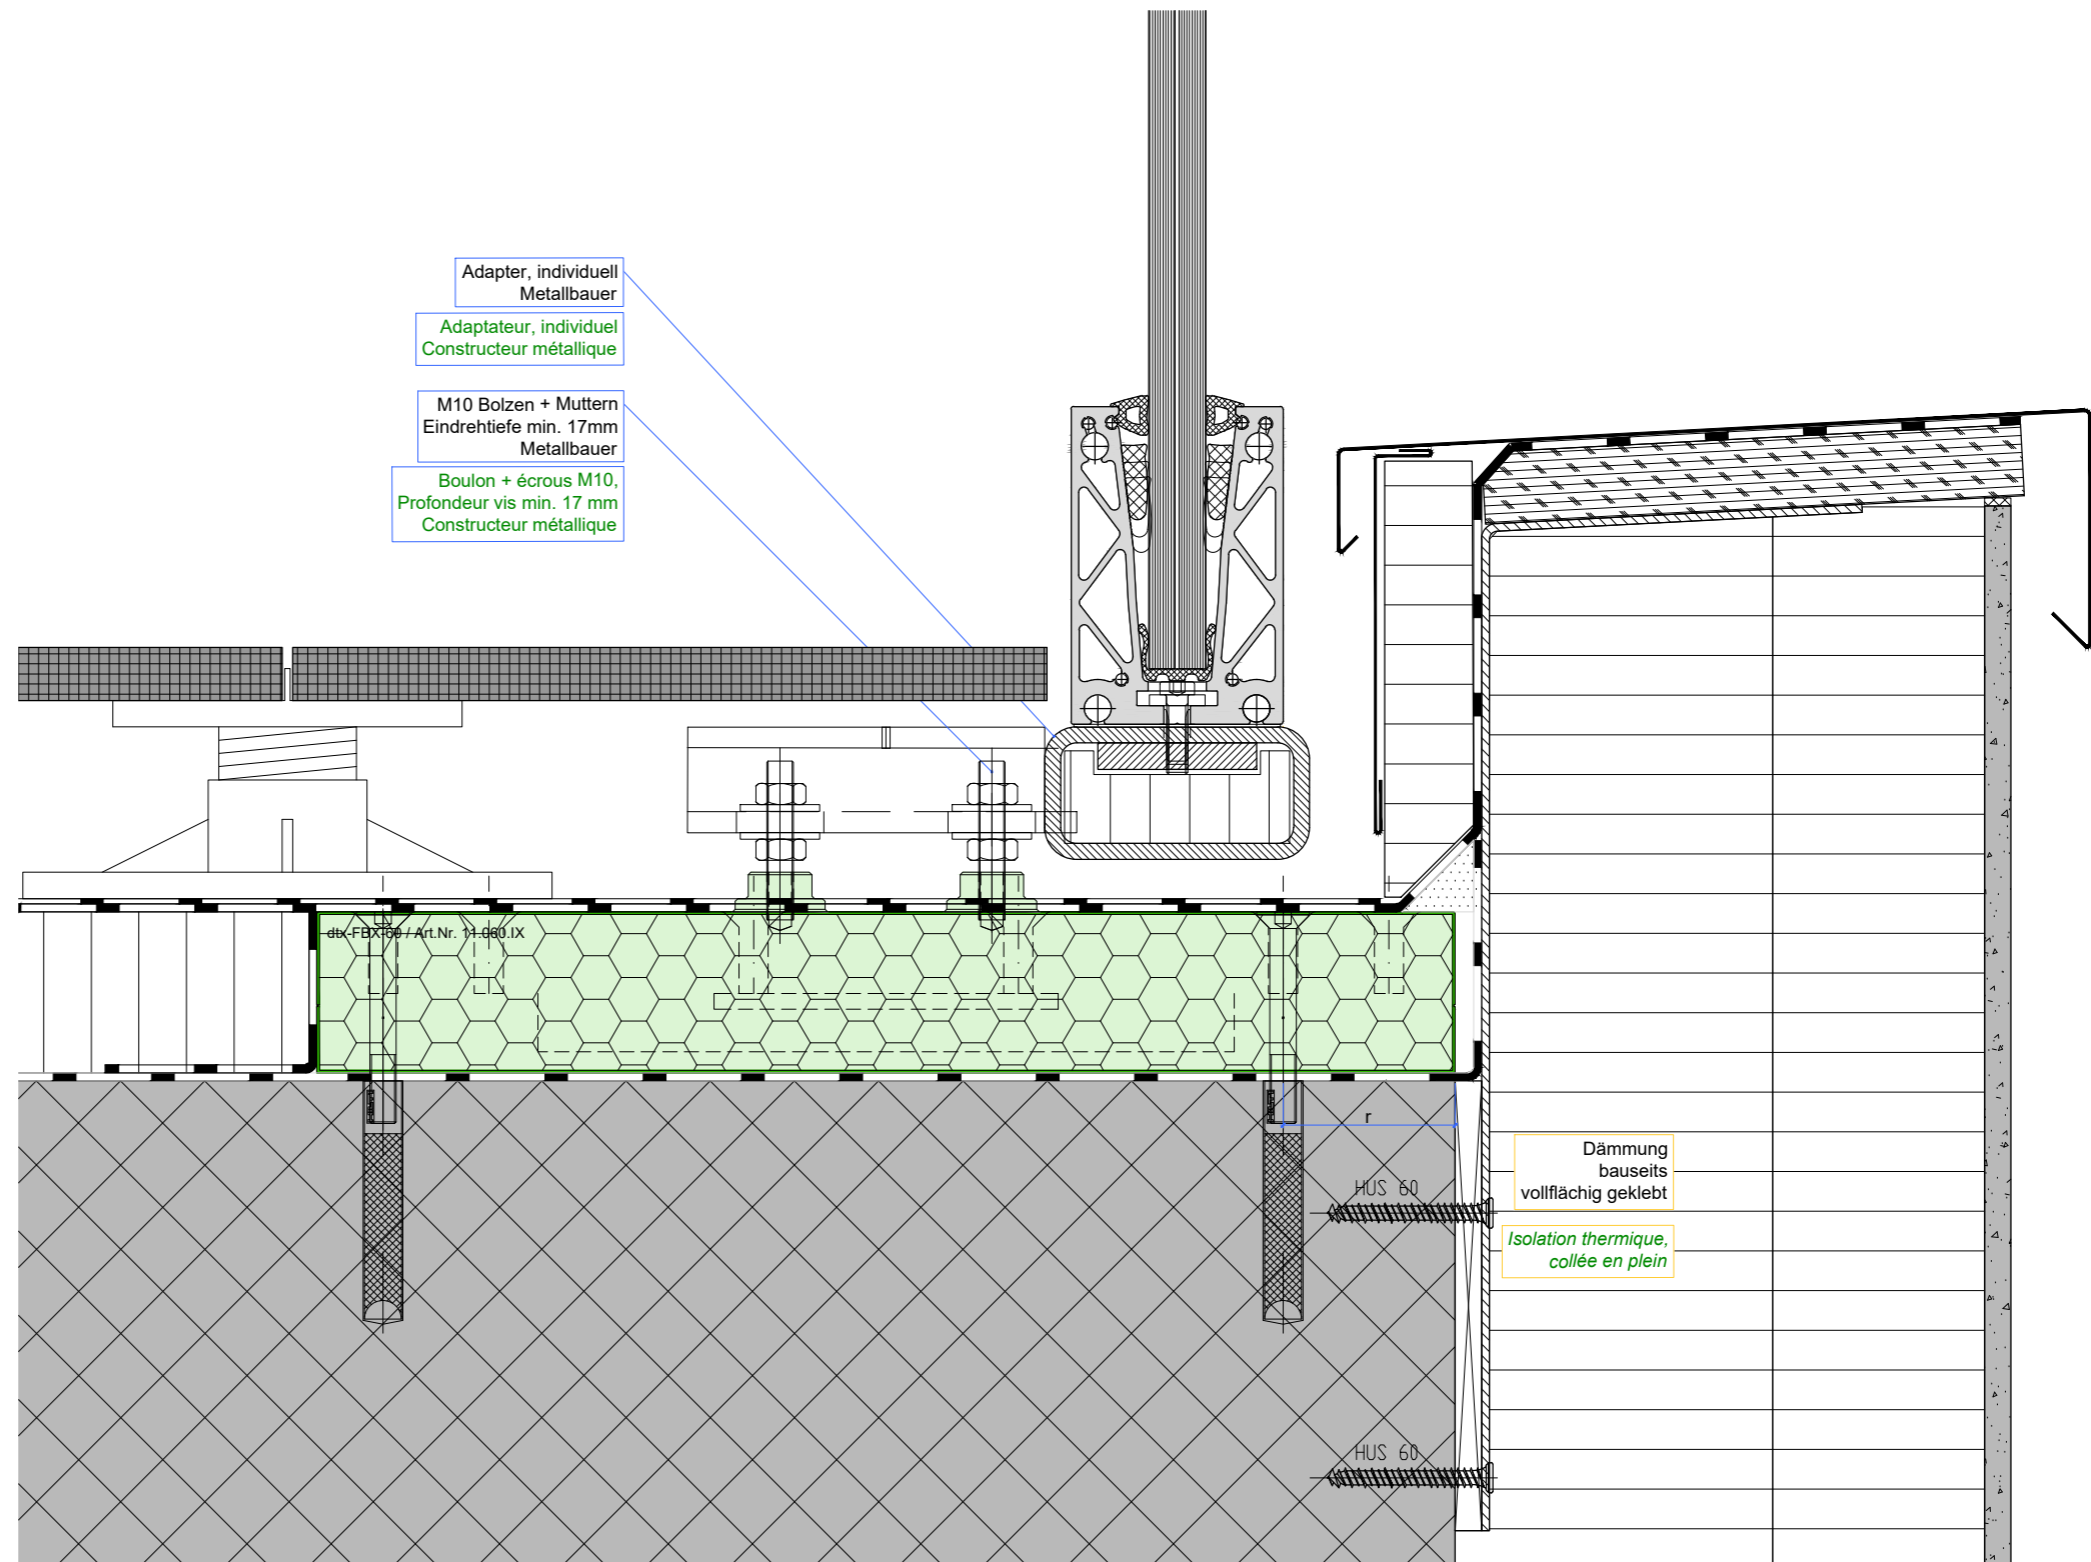 Adapter, individuell
Metallbauer
Adaptateur, individuel
Constructeur métallique
M10 Bolzen + Muttern
Eindrehtiefe min. 17mm
Metallbauer
Boulon + écrous M10,
Profondeur vis min. 17 mm
Constructeur métallique
dtx-FBX-60 / Art.Nr. 11.060.IX
r
Dämmung
bauseits
vollflächig geklebt
HUS 60
Isolation thermique,
collée en plein
HUS 60